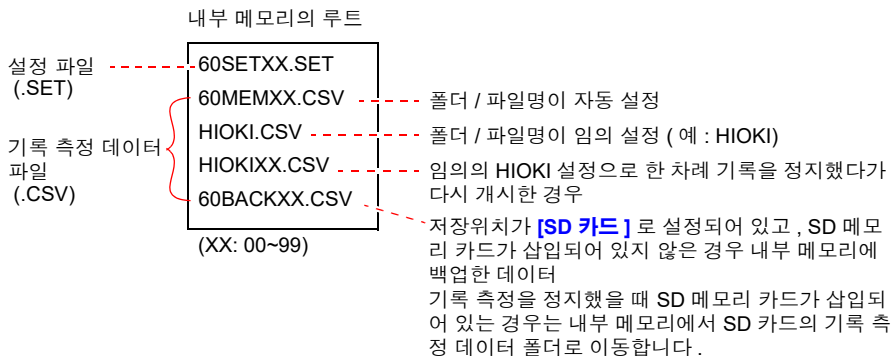 내부 메모리의 루트
설정 파일
(.SET)
60SETXX.SET
60MEMXX.CSV
폴더 / 파일명이 자동 설정
HIOKI.CSV
폴더 / 파일명이 임의 설정 ( 예 : HIOKI)
기록 측정 데이터
파일
(.CSV)
HIOKIXX.CSV
임의의 HIOKI 설정으로 한 차례 기록을 정지했다가
다시 개시한 경우
60BACKXX.CSV
(XX: 00~99)
저장위치가 [SD 카드 ] 로 설정되어 있고 , SD 메모
리 카드가 삽입되어 있지 않은 경우 내부 메모리에
백업한 데이터
기록 측정을 정지했을 때 SD 메모리 카드가 삽입되
어 있는 경우는 내부 메모리에서 SD 카드의 기록 측
정 데이터 폴더로 이동합니다 .